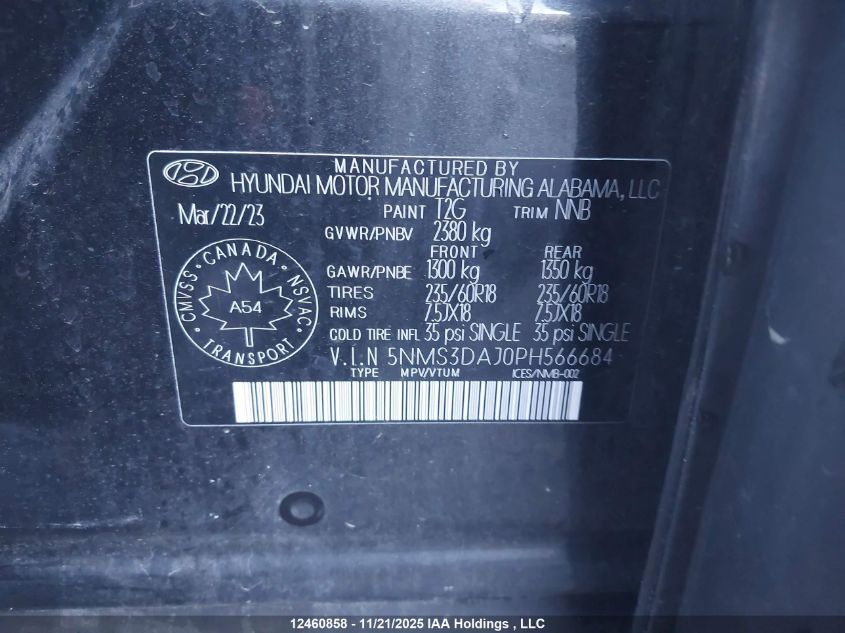 MANUFACTURED BY
HYUNDAI MOTOR MANUFACTURING ALABAMA, LLC
Mar/22/23 PAINT T2G TRIM NNB
GVWR/PNBV 2380 kg
FRONT REAR
GAWR/PNBE 1300 kg 1350 kg
TIRES 235/60R18 235/60R18
RIMS 7.5JX18 7.5JX18
COLD TIRE INFL 35 psi SINGLE 35 psi SINGLE
V.I.N 5NMS3DAJ0PH566684
TYPE MPV/VTUM ICES/NMB-002
CMVSS · CANADA · NSVAC · TRANSPORT ·
A54
12460858 - 11/21/2025 IAA Holdings , LLC